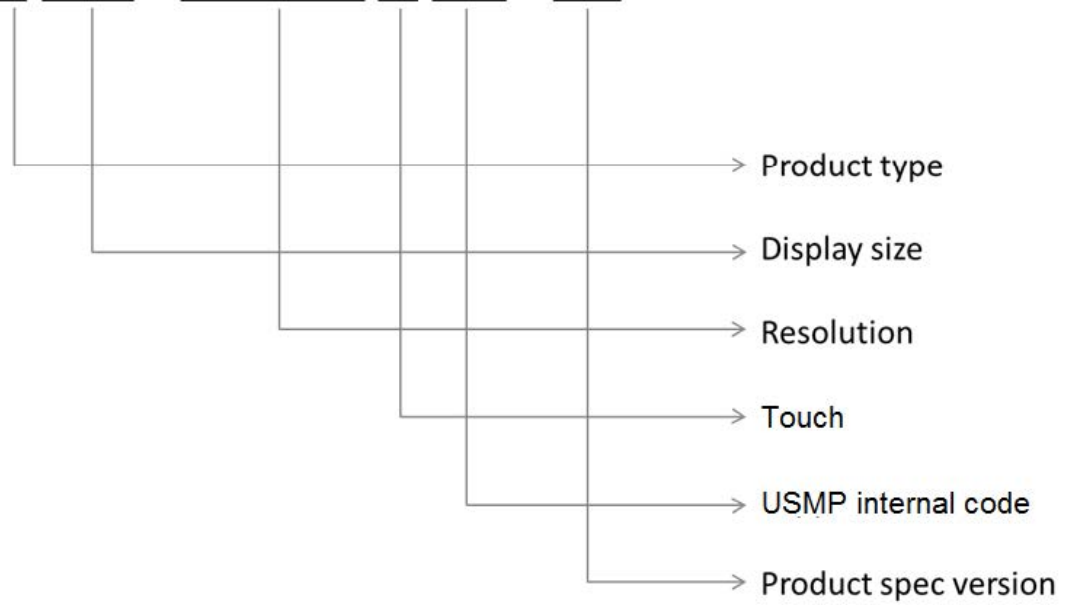 Product type
Display size
Resolution
Touch
USMP internal code
Product spec version